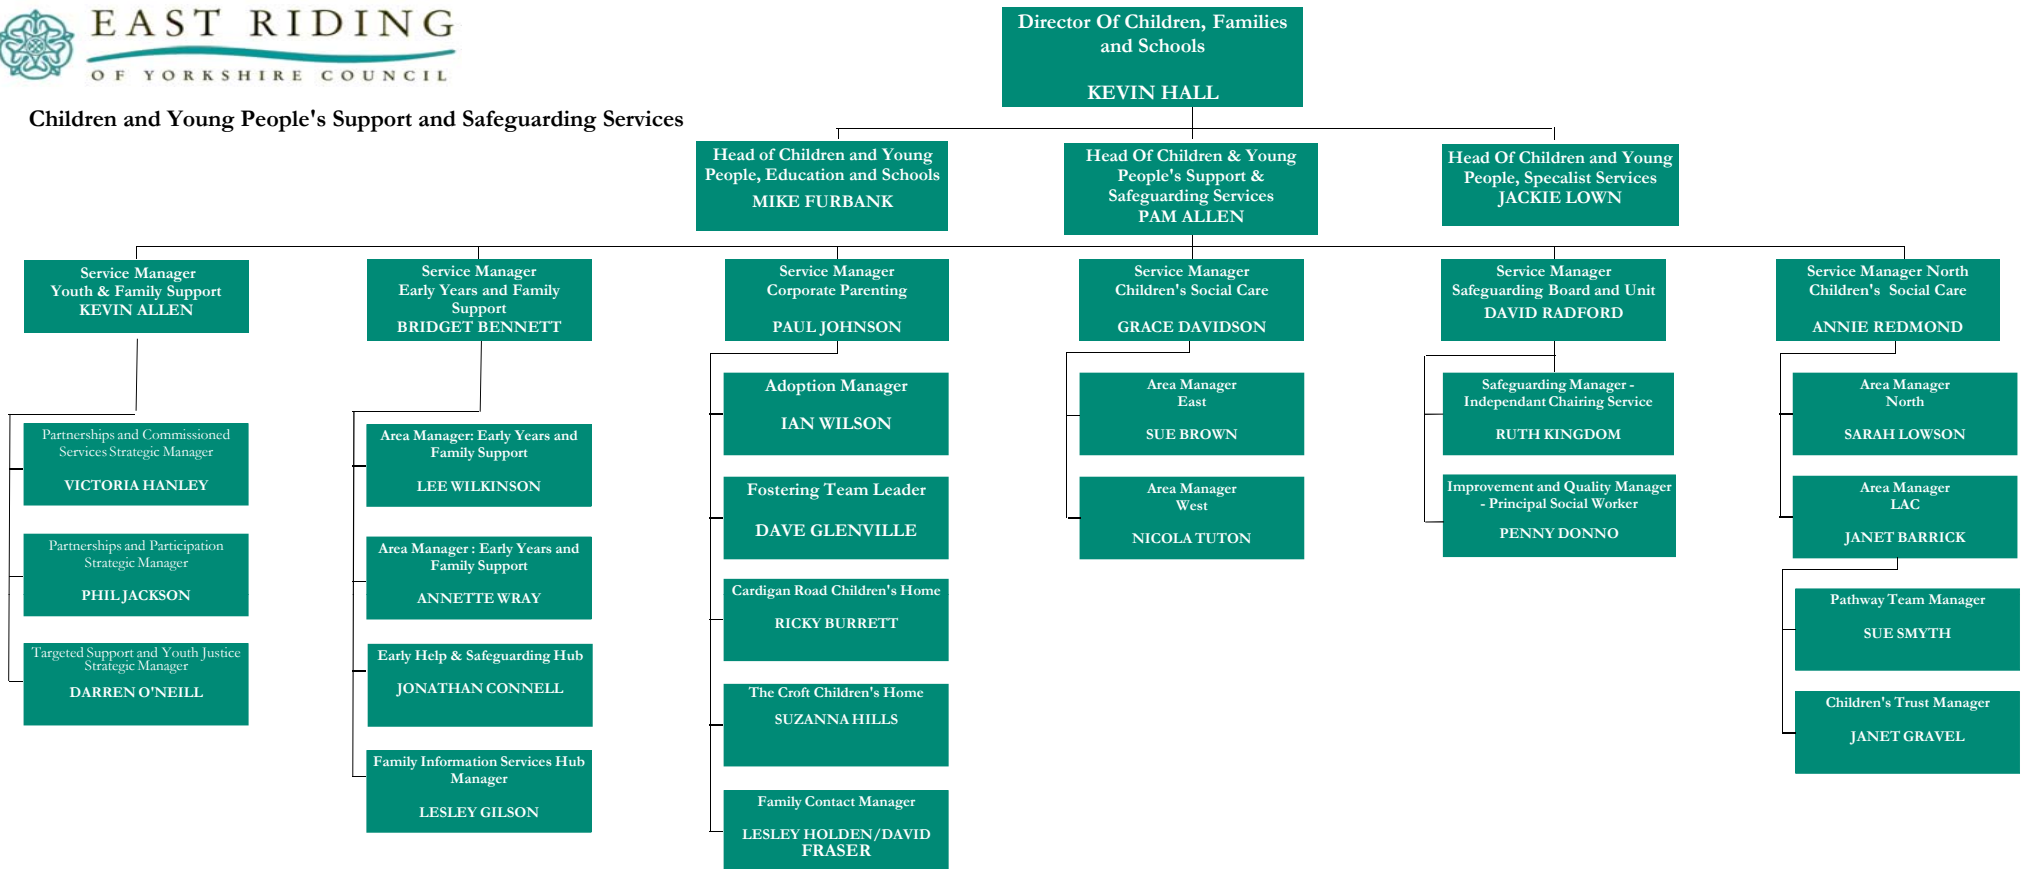 EAST RIDING
OF YORKSHIRE COUNCIL
Children and Young People's Support and Safeguarding Services
Director Of Children, Families
and Schools
KEVIN HALL
Head of Children and Young
People, Education and Schools
MIKE FURBANK
Head Of Children & Young
People's Support &
Safeguarding Services
PAM ALLEN
Head Of Children and Young
People, Specalist Services
JACKIE LOWN
Service Manager
Youth & Family Support
KEVIN ALLEN
Partnerships and Commissioned
Services Strategic Manager
VICTORIA HANLEY
Partnerships and Participation
Strategic Manager
PHIL JACKSON
Targeted Support and Youth Justice
Strategic Manager
DARREN O'NEILL
Service Manager
Early Years and Family
Support
BRIDGET BENNETT
Area Manager: Early Years and
Family Support
LEE WILKINSON
Area Manager : Early Years and
Family Support
ANNETTE WRAY
Early Help & Safeguarding Hub
JONATHAN CONNELL
Family Information Services Hub
Manager
LESLEY GILSON
Service Manager
Corporate Parenting
PAUL JOHNSON
Adoption Manager
IAN WILSON
Fostering Team Leader
DAVE GLENVILLE
Cardigan Road Children's Home
RICKY BURRETT
The Croft Children's Home
SUZANNA HILLS
Family Contact Manager
LESLEY HOLDEN/DAVID
FRASER
Service Manager
Children's Social Care
GRACE DAVIDSON
Area Manager
East
SUE BROWN
Area Manager
West
NICOLA TUTON
Service Manager
Safeguarding Board and Unit
DAVID RADFORD
Safeguarding Manager -
Independant Chairing Service
RUTH KINGDOM
Improvement and Quality Manager
- Principal Social Worker
PENNY DONNO
Service Manager North
Children's Social Care
ANNIE REDMOND
Area Manager
North
SARAH LOWSON
Area Manager
LAC
JANET BARRICK
Pathway Team Manager
SUE SMYTH
Children's Trust Manager
JANET GRAVEL